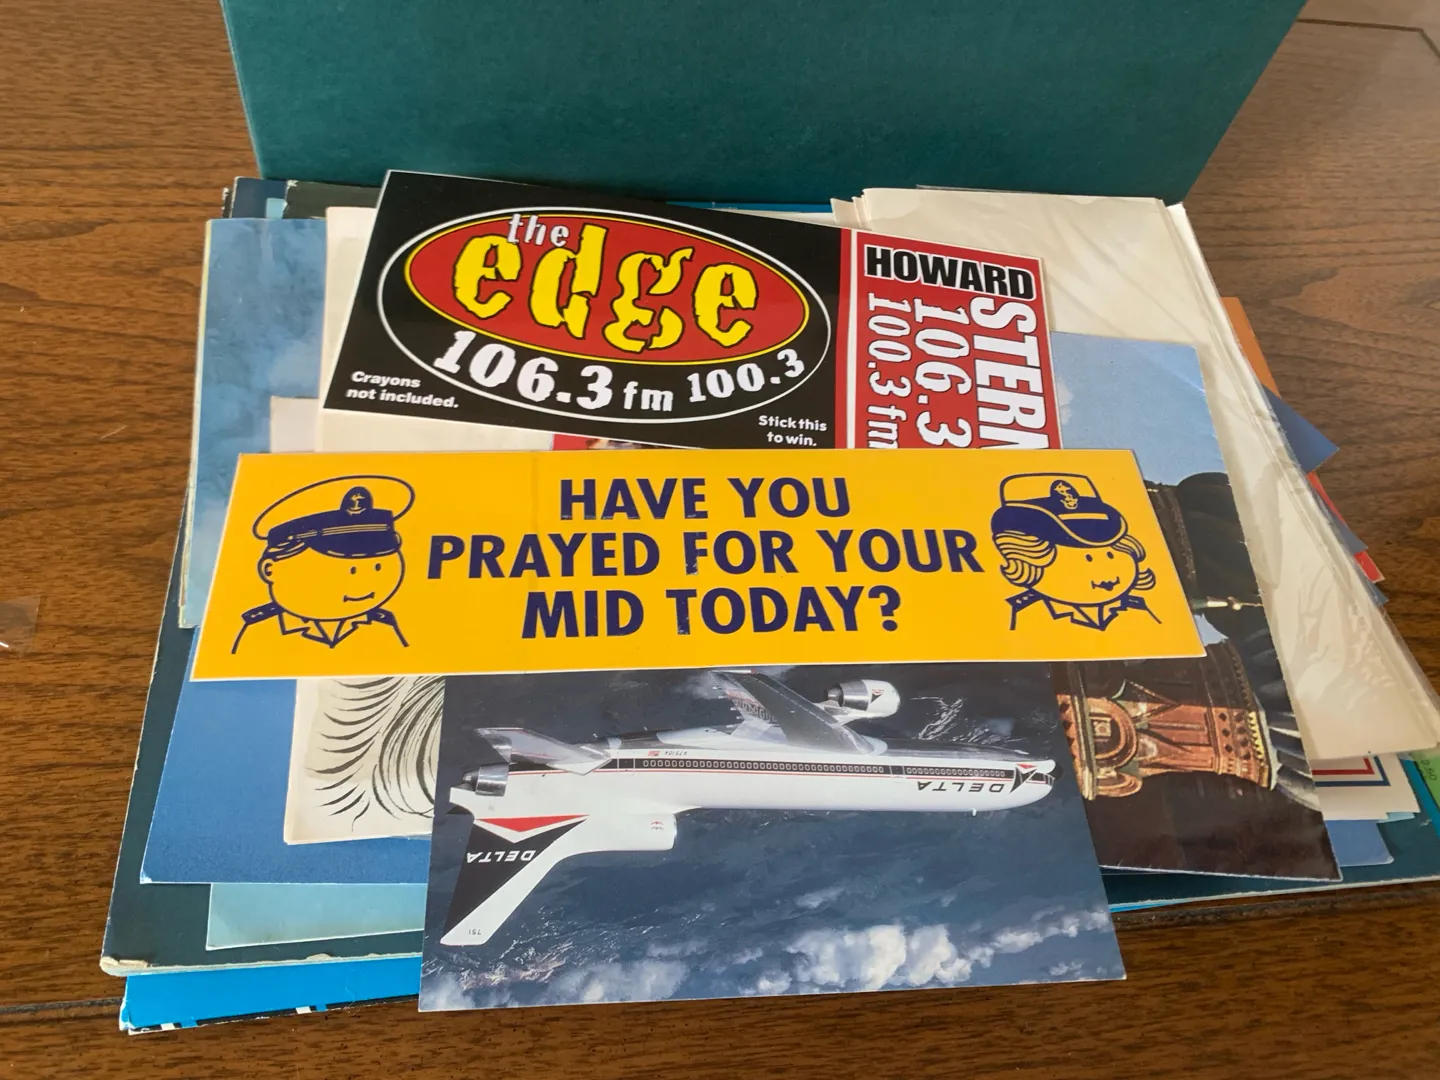 the
edge
106.3 fm 100.3
Crayons
not included.
Stick this
to win.
HOWARD
STERN
106.3
100.3 fm
HAVE YOU
PRAYED FOR YOUR
MID TODAY?
DELTA
DELTA
751